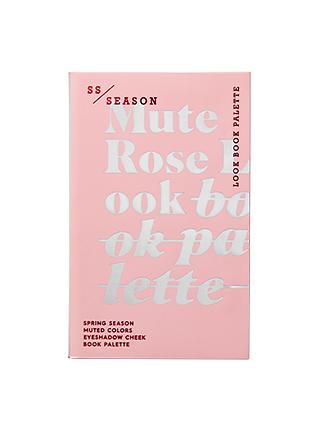 SS/
SEASON
LOOK BOOK PALETTE
Mute
Rose L
ook bo
ok pa
lette
SPRING SEASON
MUTED COLORS
EYESHADOW CHEEK
BOOK PALETTE